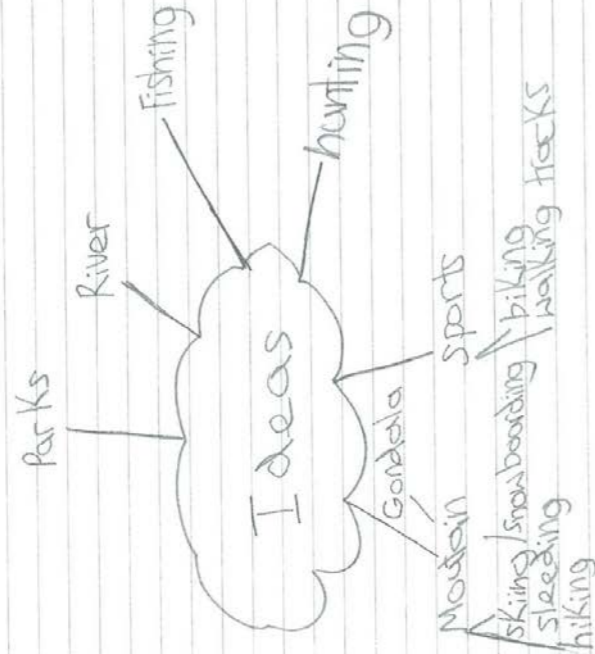 Parks
River
Fishing
hunting
Ideas
Gondola
Moutain
skiing/snowboarding
sleeding
hiking
sports
biking
walking tracks